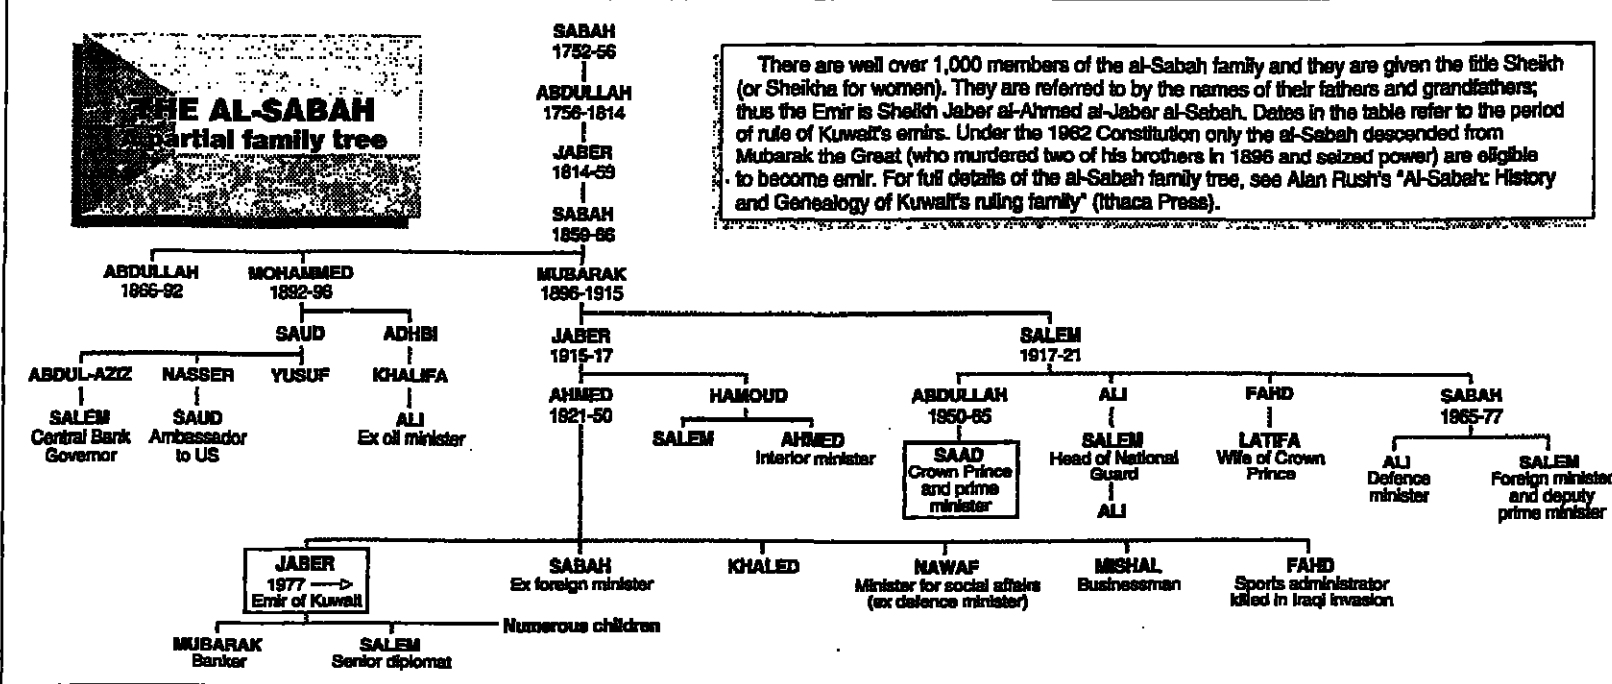 THE AL-SABAH
A partial family tree
There are well over 1,000 members of the al-Sabah family and they are given the title Sheikh
(or Sheikha for women). They are referred to by the names of their fathers and grandfathers;
thus the Emir is Sheikh Jaber al-Ahmed al-Jaber al-Sabah. Dates in the table refer to the period
of rule of Kuwait's emirs. Under the 1962 Constitution only the al-Sabah descended from
Mubarak the Great (who murdered two of his brothers in 1896 and seized power) are eligible
to become emir. For full details of the al-Sabah family tree, see Alan Rush's "Al-Sabah: History
and Genealogy of Kuwait's ruling family" (Ithaca Press).
SABAH
1752-56
ABDULLAH
1756-1814
JABER
1814-59
SABAH
1859-66
ABDULLAH
1866-92
MOHAMMED
1892-96
MUBARAK
1896-1915
SAUD
ADHBI
JABER
1915-17
SALEM
1917-21
ABDUL-AZIZ
NASSER
YUSUF
KHALIFA
AHMED
1921-50
HAMOUD
ABDULLAH
1950-65
ALI
FAHD
SABAH
1965-77
SALEM
Central Bank
Governor
SAUD
Ambassador
to US
ALI
Ex oil minister
SALEM
AHMED
Interior minister
SAAD
Crown Prince
and prime
minister
SALEM
Head of National
Guard
ALI
LATIFA
Wife of Crown
Prince
ALI
Defence
minister
SALEM
Foreign minister
and deputy
prime minister
JABER
1977
Emir of Kuwait
SABAH
Ex foreign minister
KHALED
NAWAF
Minister for social affairs
(ex defence minister)
MISHAL
Businessman
FAHD
Sports administrator
killed in Iraqi invasion
MUBARAK
Banker
SALEM
Senior diplomat
Numerous children